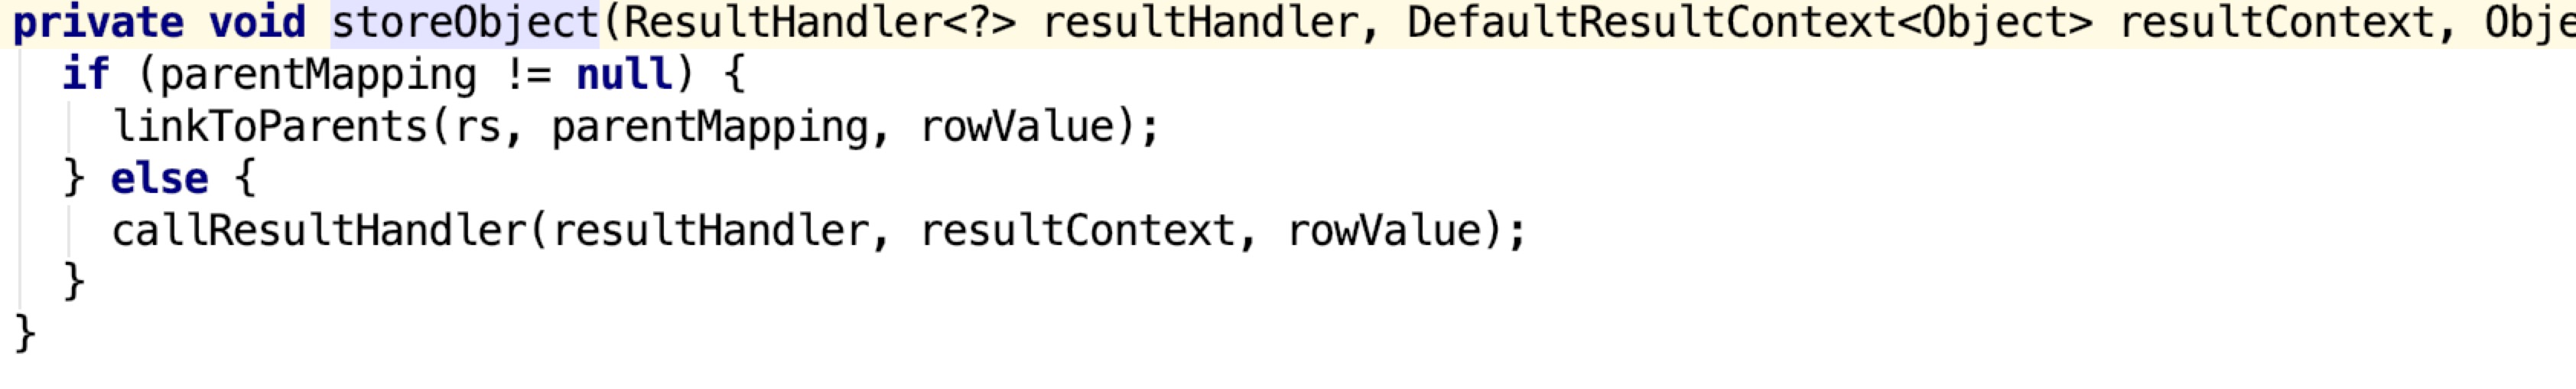 private void storeObject(ResultHandler<?> resultHandler, DefaultResultContext<Object> resultContext, Obje
if (parentMapping != null) {
linkToParents(rs, parentMapping, rowValue);
} else {
callResultHandler(resultHandler, resultContext, rowValue);
}
}